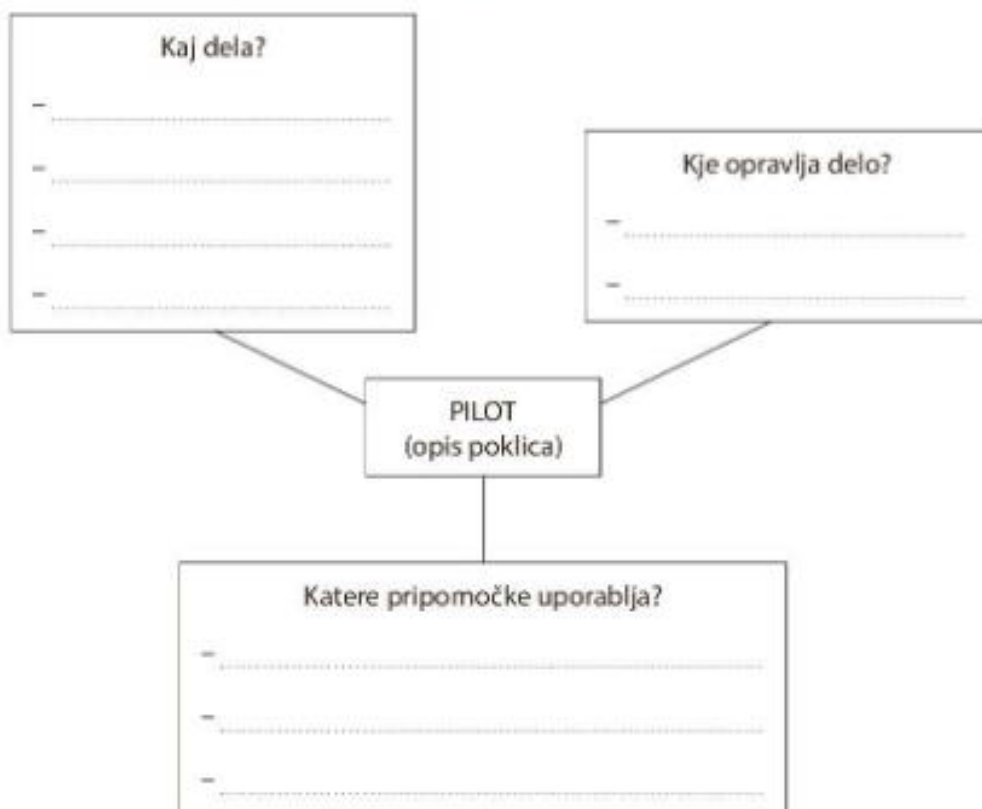 Kaj dela?
–
–
–
–
Kje opravlja delo?
–
–
PILOT
(opis poklica)
Katere pripomočke uporablja?
–
–
–